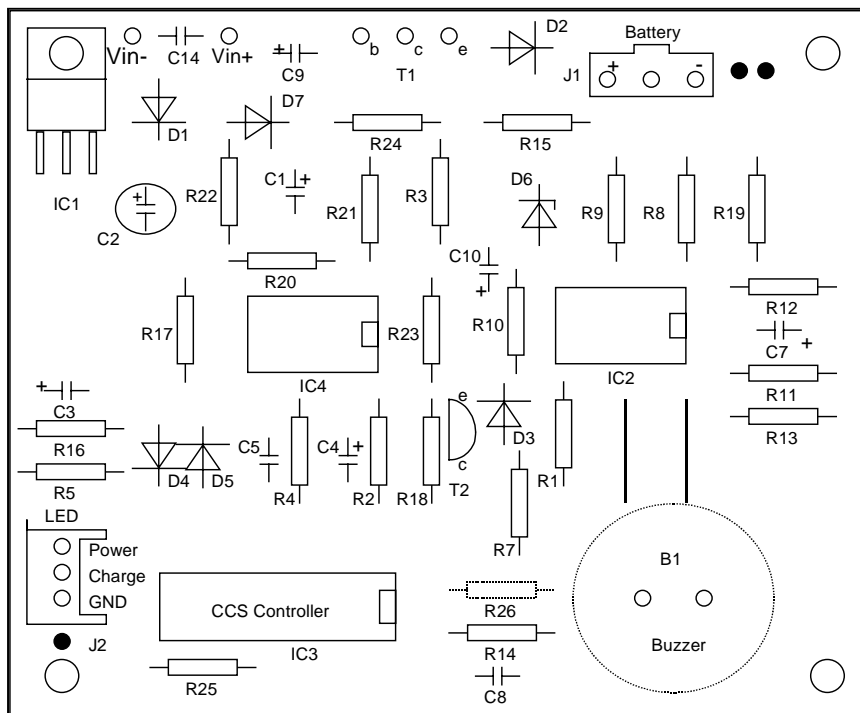 D2
Battery
Vin-
C14
Vin+
C9
b
c
e
T1
J1
+
-
D7
D1
R24
R15
IC1
C2
+
R22
C1
+
R21
R3
D6
R9
R8
R19
R20
C10
+
R12
R17
R23
R10
IC4
IC2
C7
+
R11
+
C3
R16
e
D3
R13
C5
C4
+
D4
D5
R4
R2
R18
c
T2
R1
R5
LED
R7
Power
Charge
GND
B1
CCS Controller
R26
J2
IC3
R14
Buzzer
R25
C8
+